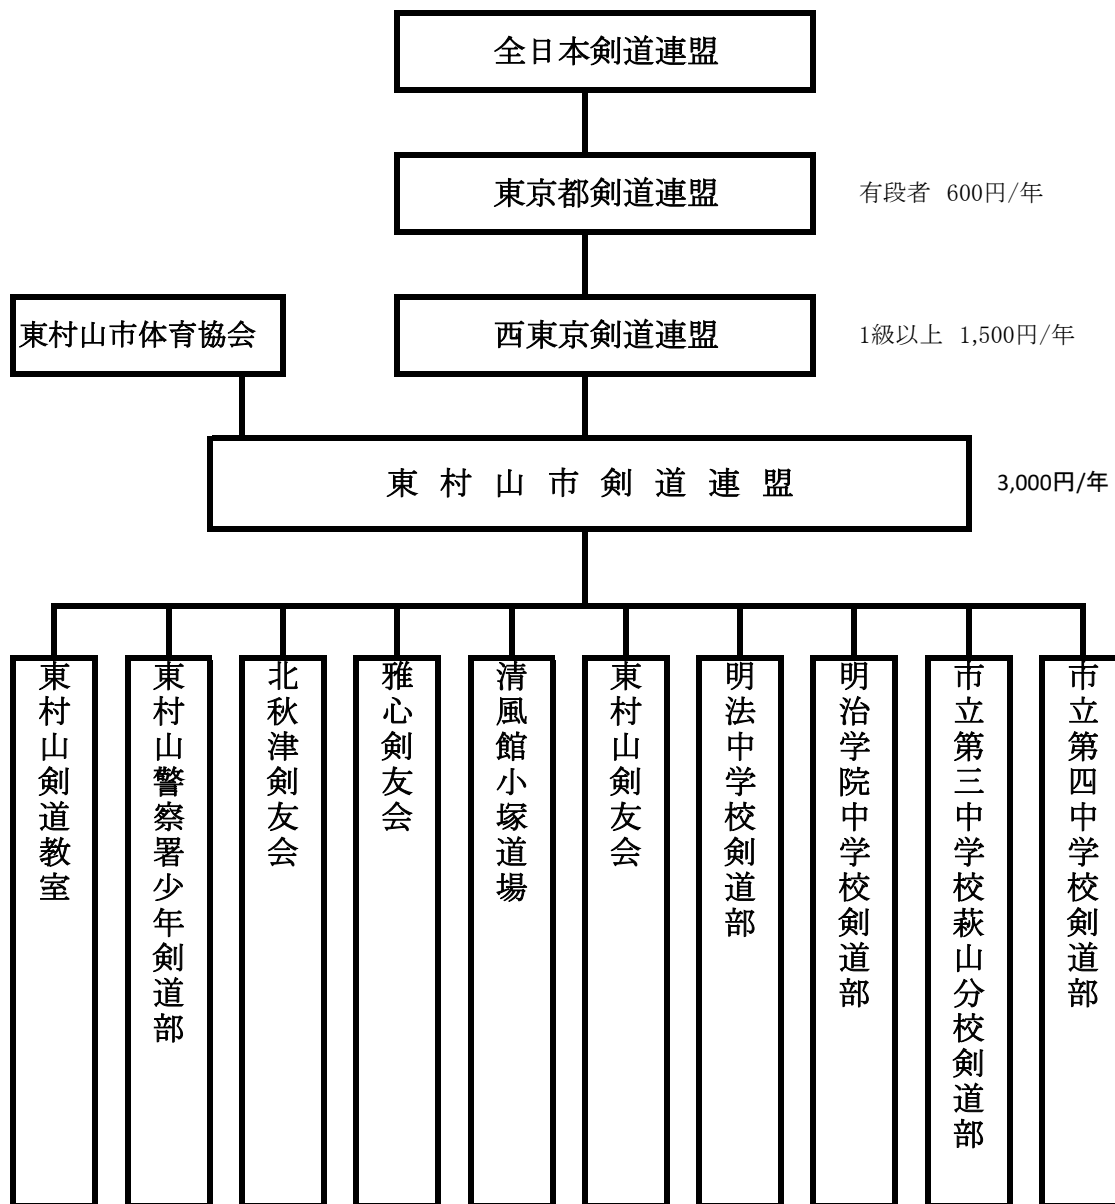 全日本剣道連盟
東京都剣道連盟
有段者 600円/年
東村山市体育協会
西東京剣道連盟
1級以上 1,500円/年
東村山市剣道連盟
3,000円/年
東村山剣道教室
東村山警察署少年剣道部
北秋津剣友会
雅心剣友会
清風館小塚道場
東村山剣友会
明法中学校剣道部
明治学院中学校剣道部
市立第三中学校萩山分校剣道部
市立第四中学校剣道部